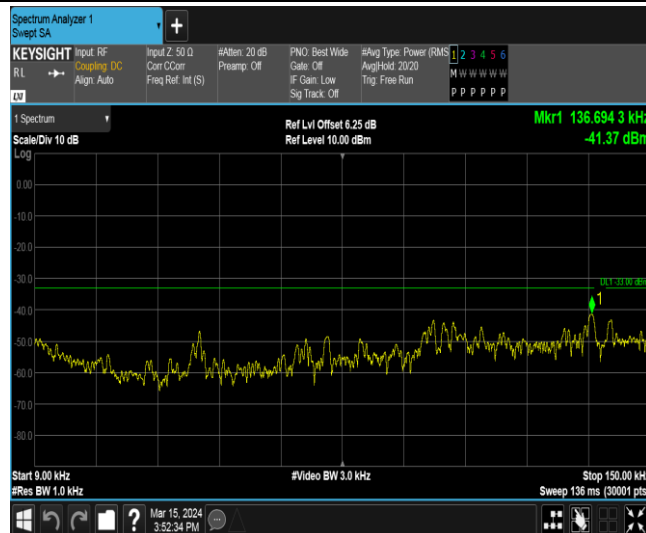 Spectrum Analyzer 1
Swept SA
+
KEYSIGHT
R L
Input: RF
Coupling: DC
Align: Auto
Input Z: 50 Ω
Corr CCorr
Freq Ref: Int (S)
#Atten: 20 dB
Preamp: Off
PNO: Best Wide
Gate: Off
IF Gain: Low
Sig Track: Off
#Avg Type: Power (RMS
Avg|Hold: 20/20
Trig: Free Run
1 2 3 4 5 6
M W W W W W
P P P P P P
1 Spectrum
Scale/Div 10 dB
Log
Ref Lvl Offset 6.25 dB
Ref Level 10.00 dBm
Mkr1 136.694 3 kHz
-41.37 dBm
0.00
-10.0
-20.0
-30.0
-40.0
-50.0
-60.0
-70.0
-80.0
DL1 -33.00 dBm
1
Start 9.00 kHz
#Res BW 1.0 kHz
#Video BW 3.0 kHz
Stop 150.00 kHz
Sweep 136 ms (30001 pts
?
Mar 15, 2024
3:52:34 PM